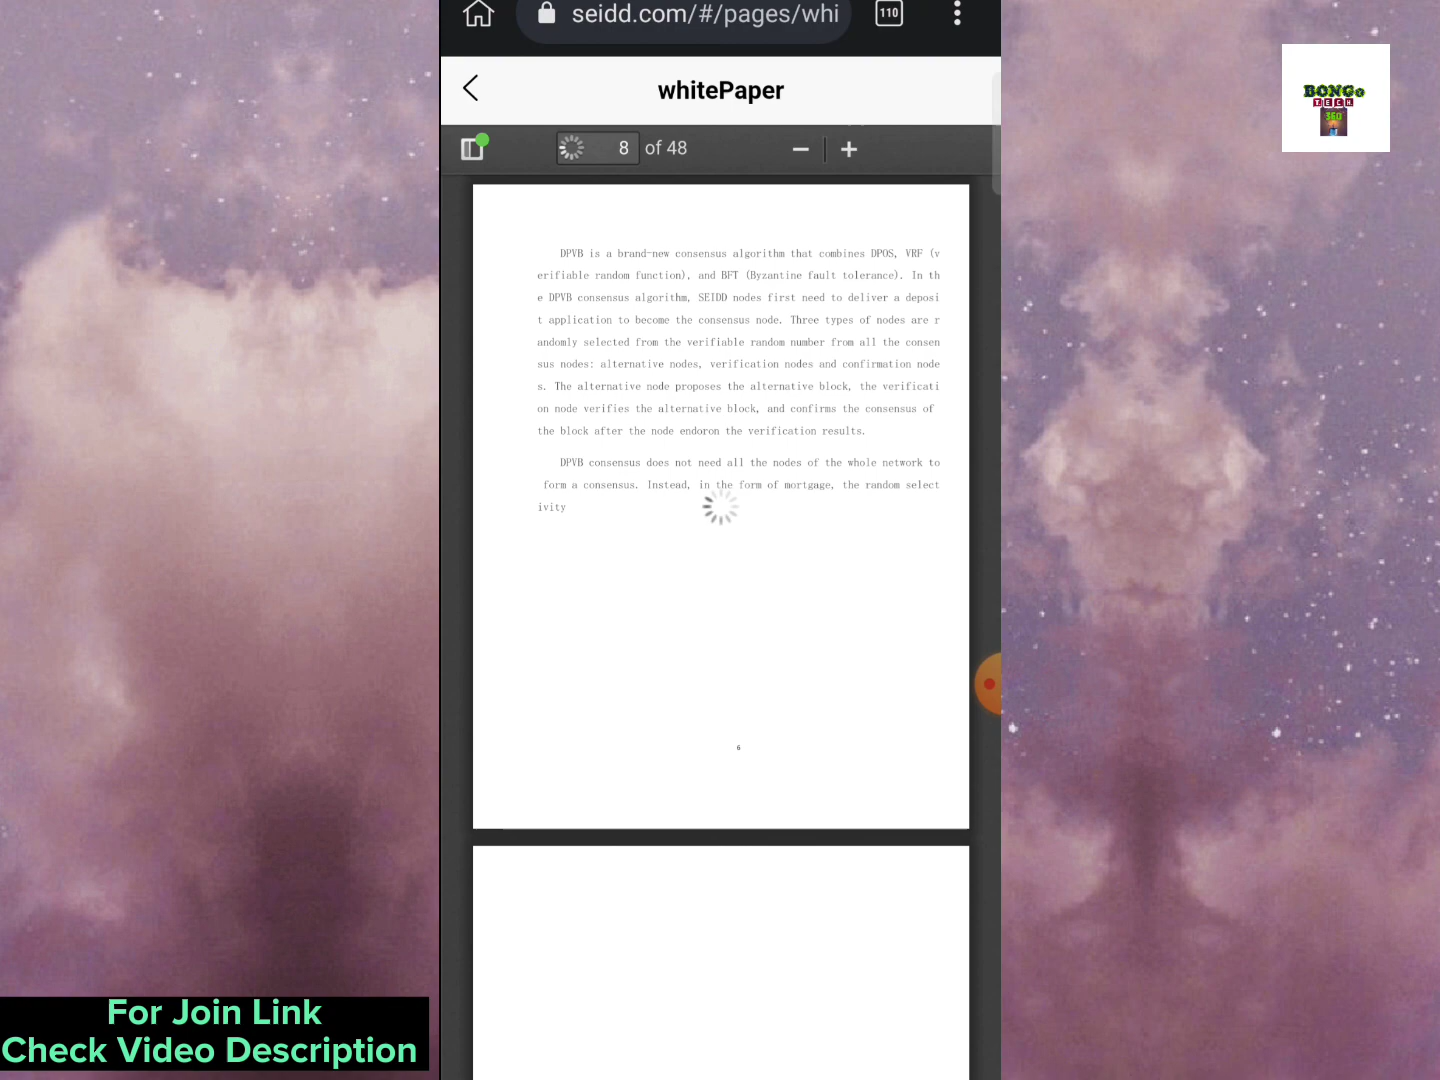 seidd.com/#/pages/whi
110
whitePaper
8 of 48
DPVB is a brand-new consensus algorithm that combines DPOS, VRF (v
erifiable random function), and BFT (Byzantine fault tolerance). In th
e DPVB consensus algorithm, SEIDD nodes first need to deliver a deposi
t application to become the consensus node. Three types of nodes are r
andomly selected from the verifiable random number from all the consen
sus nodes: alternative nodes, verification nodes and confirmation node
s. The alternative node proposes the alternative block, the verificati
on node verifies the alternative block, and confirms the consensus of
the block after the node endoron the verification results.
DPVB consensus does not need all the nodes of the whole network to
form a consensus. Instead, in the form of mortgage, the random select
ivity
6
BONG
TECH
360
For Join Link
Check Video Description